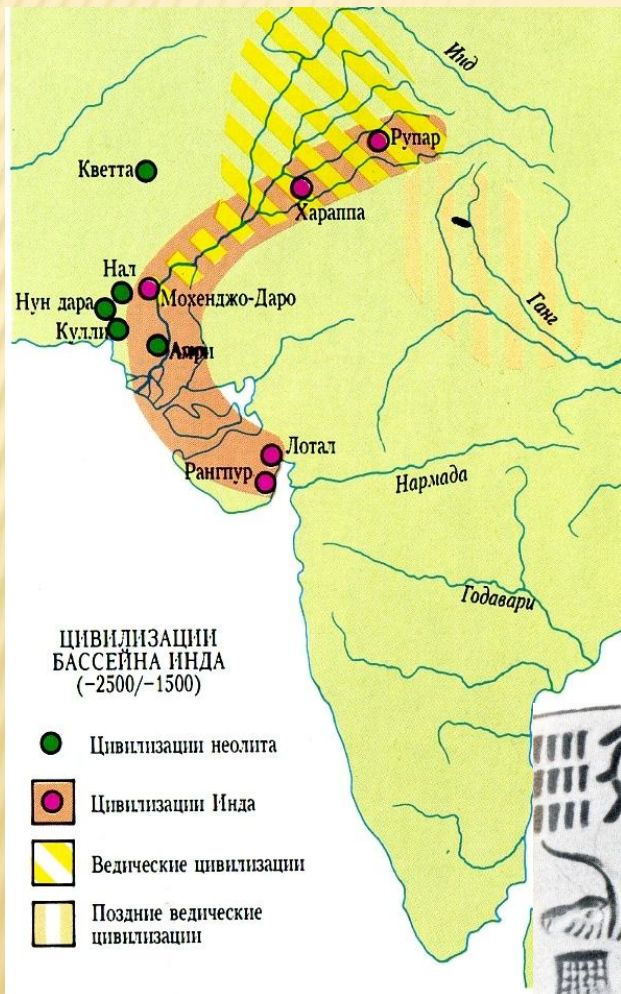 Инд
Рупар
Кветта
Хараппа
Нал
Мохенджо-Даро
Нун дара
Ганг
Кулли
Амри
Лотал
Рангпур
Нармада
Годавари
ЦИВИЛИЗАЦИИ
БАССЕЙНА ИНДА
(-2500/-1500)
Цивилизации неолита
Цивилизации Инда
Ведические цивилизации
Поздние ведические
цивилизации